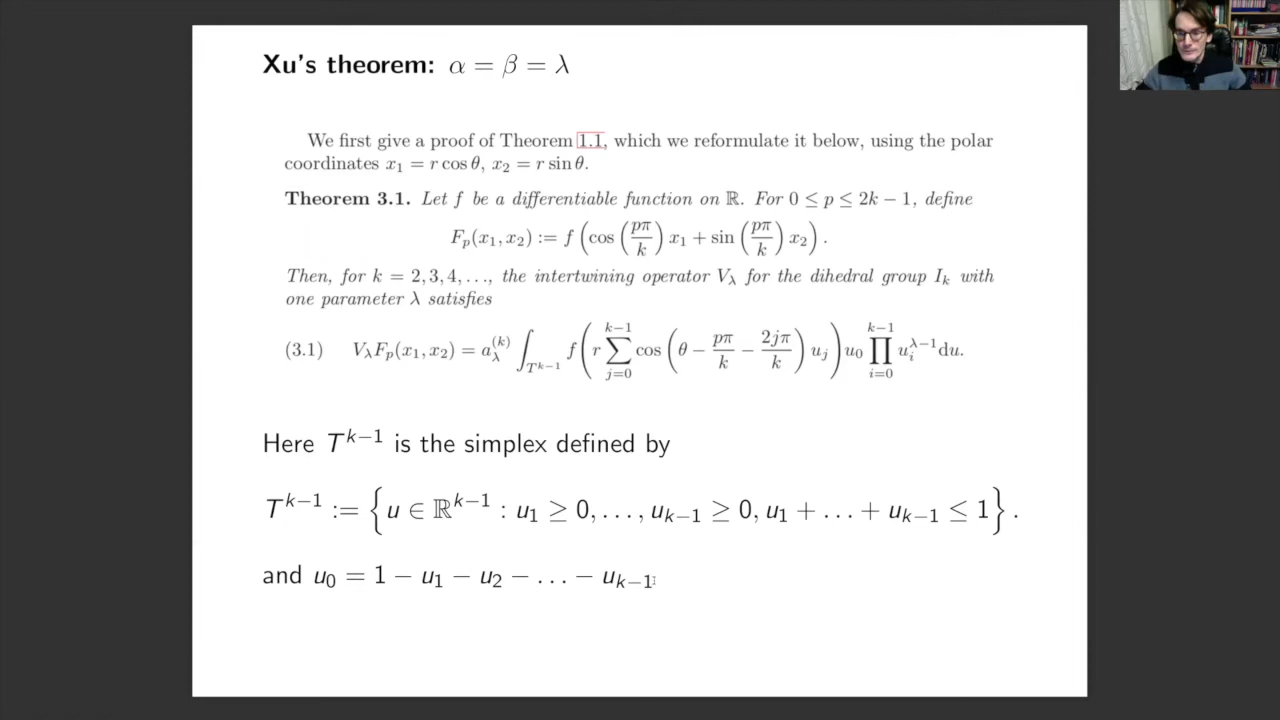 Xu's theorem: α = β = λ
We first give a proof of Theorem 1.1, which we reformulate it below, using the polar
coordinates x₁ = r cos θ, x₂ = r sin θ.
Theorem 3.1. Let f be a differentiable function on ℝ. For 0 ≤ p ≤ 2k − 1, define
F_p(x₁, x₂) := f(cos(pπ/k) x₁ + sin(pπ/k) x₂).
Then, for k = 2, 3, 4, . . ., the intertwining operator V_λ for the dihedral group I_k with
one parameter λ satisfies
(3.1) V_λF_p(x₁, x₂) = a_λ^{(k)} ∫_{T^{k−1}} f(r ∑_{j=0}^{k−1} cos(θ − pπ/k − 2jπ/k) u_j) u₀ ∏_{i=0}^{k−1} u_i^{λ−1} du.
Here T^{k−1} is the simplex defined by
T^{k−1} := {u ∈ ℝ^{k−1} : u₁ ≥ 0, . . . , u_{k−1} ≥ 0, u₁ + . . . + u_{k−1} ≤ 1}.
and u₀ = 1 − u₁ − u₂ − . . . − u_{k−1}